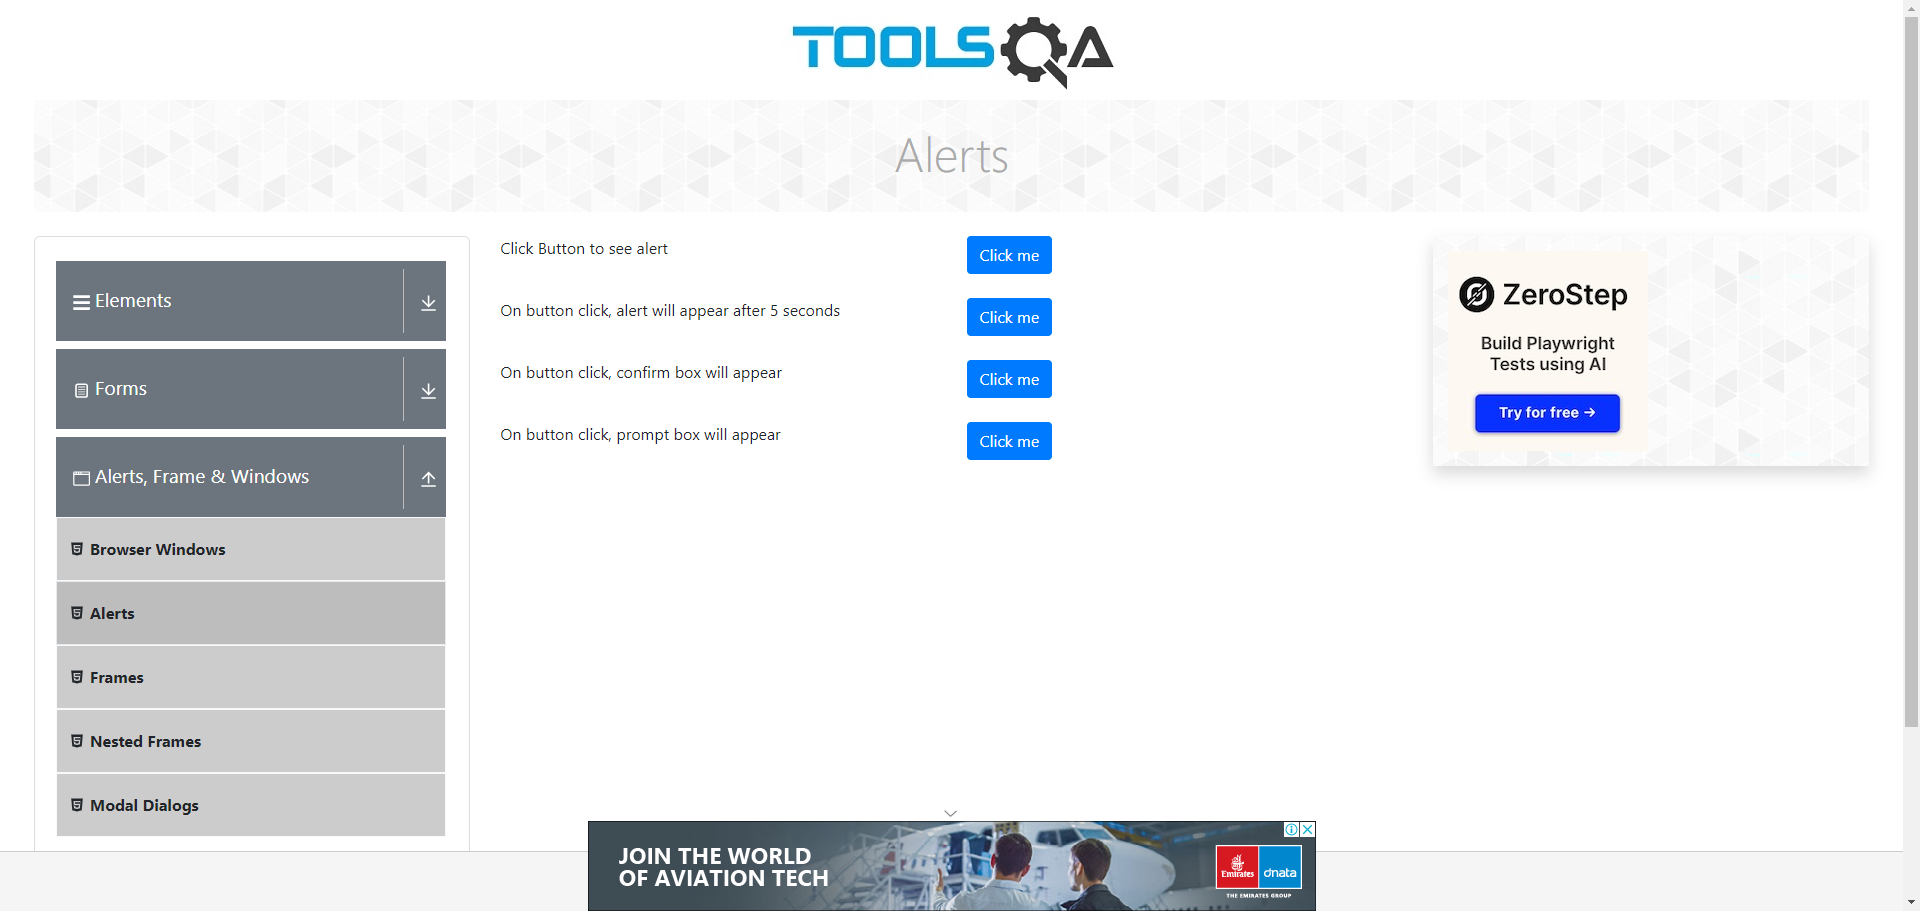 TOOLSQA
Alerts
Elements
Forms
Alerts, Frame & Windows
Browser Windows
Alerts
Frames
Nested Frames
Modal Dialogs
Click Button to see alert
Click me
On button click, alert will appear after 5 seconds
Click me
On button click, confirm box will appear
Click me
On button click, prompt box will appear
Click me
ZeroStep
Build Playwright
Tests using AI
Try for free →
JOIN THE WORLD
OF AVIATION TECH
Emirates
dnata
THE EMIRATES GROUP